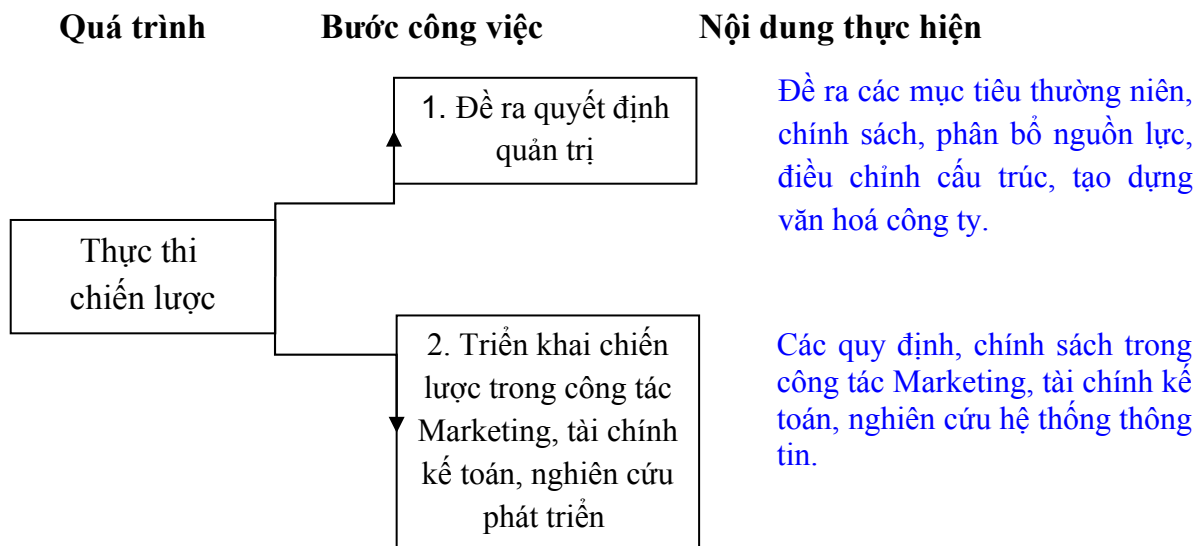 Quá trình Bước công việc Nội dung thực hiện
1. Đề ra quyết định
quản trị
Đề ra các mục tiêu thường niên,
chính sách, phân bổ nguồn lực,
điều chỉnh cấu trúc, tạo dựng
văn hoá công ty.
Thực thi
chiến lược
2. Triển khai chiến
lược trong công tác
Marketing, tài chính
kế toán, nghiên cứu
phát triển
Các quy định, chính sách trong
công tác Marketing, tài chính kế
toán, nghiên cứu hệ thống thông
tin.